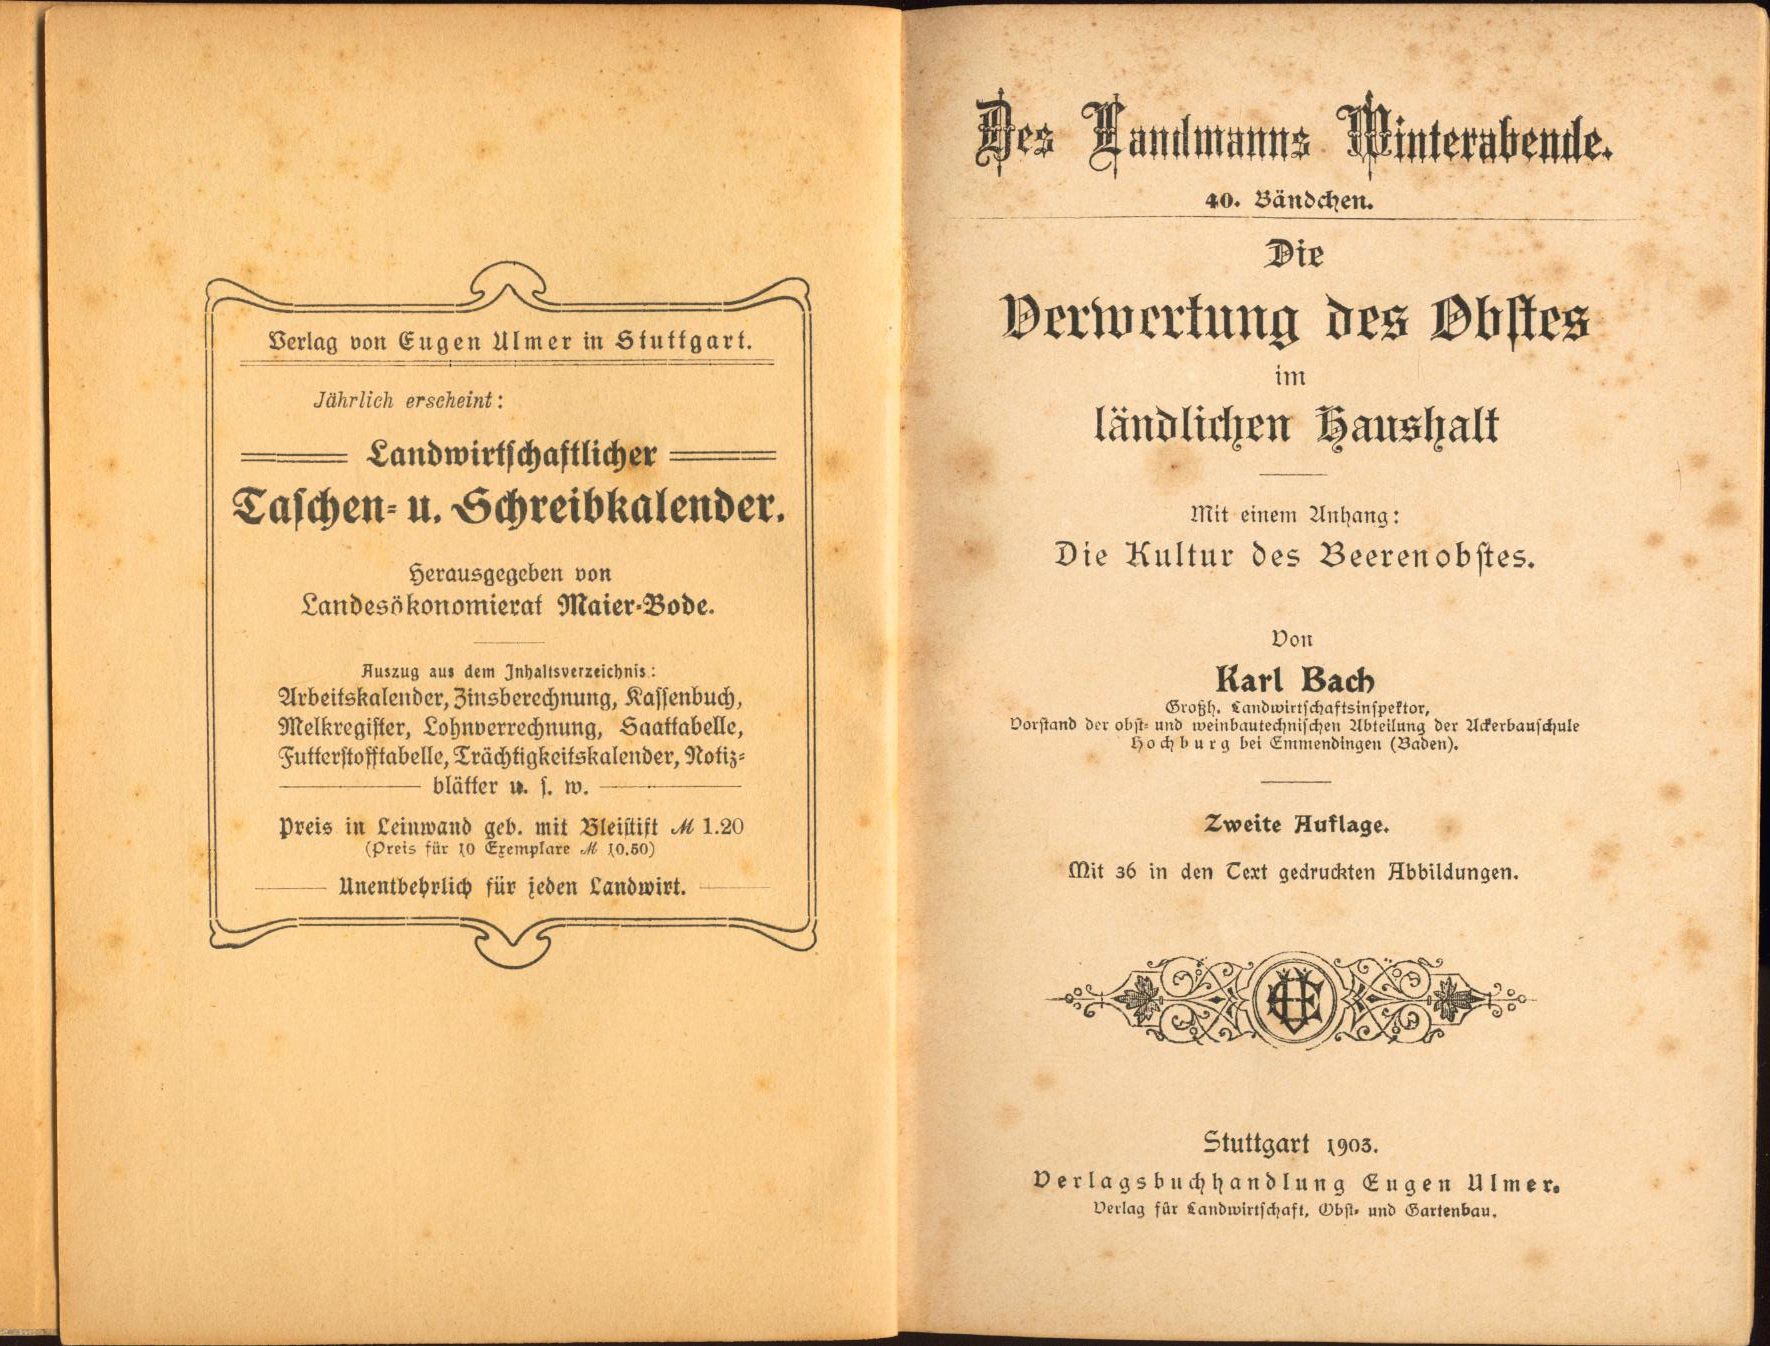 Verlag von Eugen Ulmer in Stuttgart.
Jährlich erscheint:
Landwirtschaftlicher
Taschen- u. Schreibkalender.
Herausgegeben von
Landesökonomierat Maier-Bode.
Auszug aus dem Inhaltsverzeichnis:
Arbeitskalender, Zinsberechnung, Kassenbuch,
Melkregister, Lohnverrechnung, Saattabelle,
Futterstofftabelle, Trächtigkeitskalender, Notiz-
blätter u. s. w.
Preis in Leinwand geb. mit Bleistift M 1.20
(Preis für 10 Exemplare M 10.50)
Unentbehrlich für jeden Landwirt.
Des Landmanns Winterabende.
40. Bändchen.
Die
Verwertung des Obstes
im
ländlichen Haushalt
Mit einem Anhang:
Die Kultur des Beerenobstes.
Von
Karl Bach
Großh. Landwirtschaftsinspektor,
Vorstand der obst- und weinbautechnischen Abteilung der Ackerbauschule
Hochburg bei Emmendingen (Baden).
Zweite Auflage.
Mit 36 in den Text gedruckten Abbildungen.
Stuttgart 1903.
Verlagsbuchhandlung Eugen Ulmer.
Verlag für Landwirtschaft, Obst- und Gartenbau.